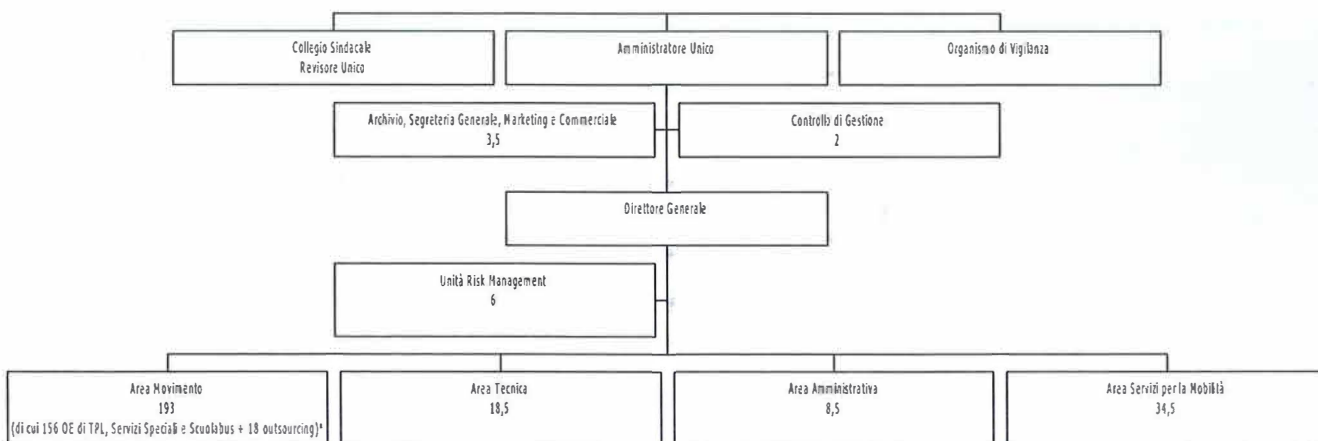 Collegio Sindacale
Revisore Unico
Amministratore Unico
Organismo di Vigilanza
Archivio, Segreteria Generale, Marketing e Commerciale
3,5
Controllo di Gestione
2
Direttore Generale
Unità Risk Management
6
Area Movimento
193
(di cui 156 OE di TPL, Servizi Speciali e Scuolabus + 18 outsourcing)*
Area Tecnica
18,5
Area Amministrativa
8,5
Area Servizi per la Mobilità
34,5